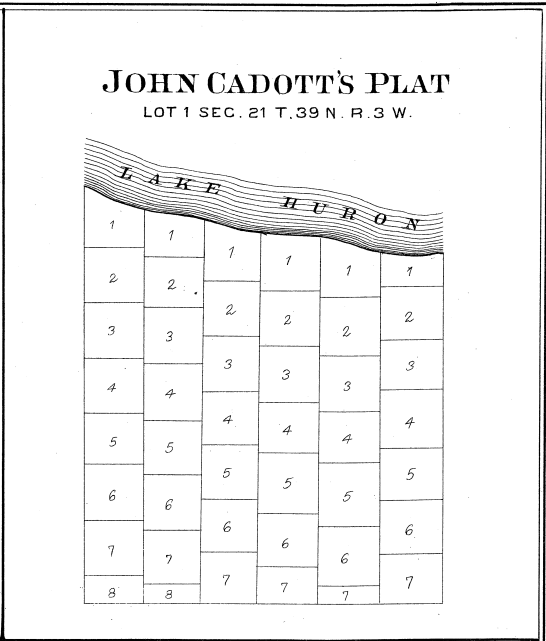 JOHN CADOTT'S PLAT
LOT 1 SEC. 21 T. 39 N. R. 3 W.
LAKE HURON
1 1 1 1 1 1
2 2 2 2 2 2
3 3 3 3 3 3
4 4 4 4 4 4
5 5 5 5 5 5
6 6 6 6 6 6
7 7 7 7 7 7
8 8